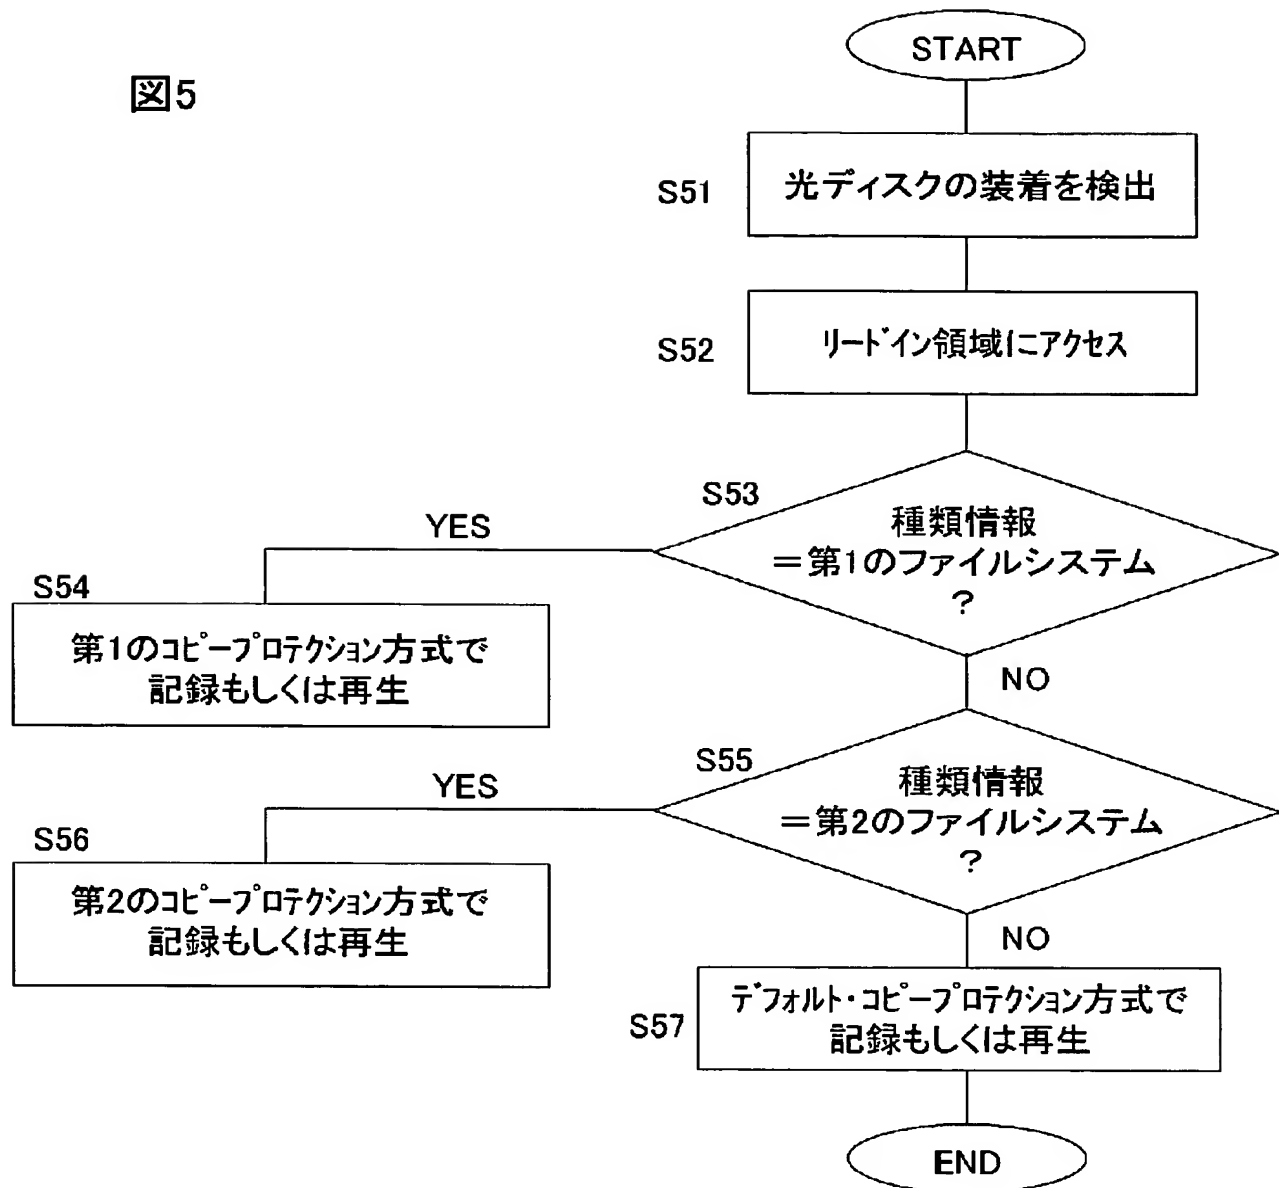 図5
START
S51
光ディスクの装着を検出
S52
リードイン領域にアクセス
S53
種類情報
=第1のファイルシステム
?
YES
NO
S54
第1のコピープロテクション方式で
記録もしくは再生
S55
種類情報
=第2のファイルシステム
?
YES
NO
S56
第2のコピープロテクション方式で
記録もしくは再生
S57
デフォルト・コピープロテクション方式で
記録もしくは再生
END